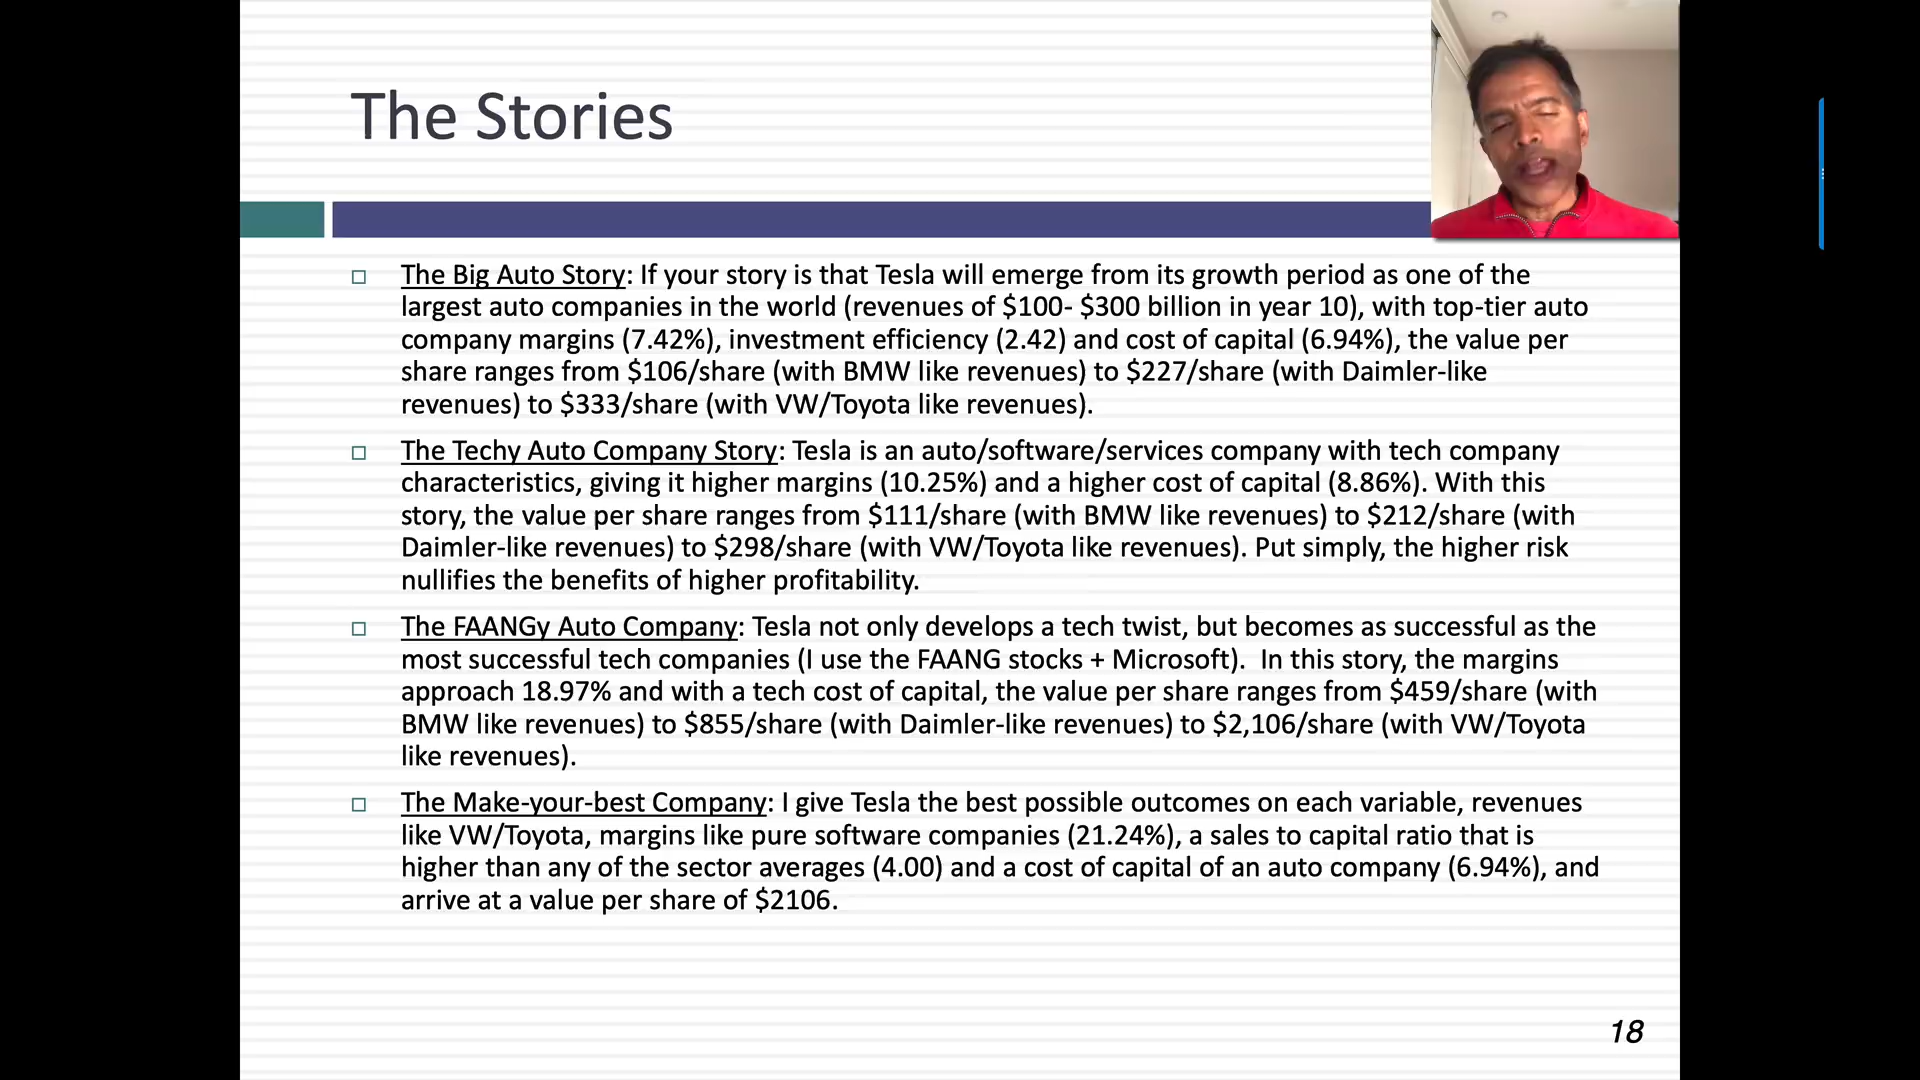 The Stories
The Big Auto Story: If your story is that Tesla will emerge from its growth period as one of the
largest auto companies in the world (revenues of $100- $300 billion in year 10), with top-tier auto
company margins (7.42%), investment efficiency (2.42) and cost of capital (6.94%), the value per
share ranges from $106/share (with BMW like revenues) to $227/share (with Daimler-like
revenues) to $333/share (with VW/Toyota like revenues).
The Techy Auto Company Story: Tesla is an auto/software/services company with tech company
characteristics, giving it higher margins (10.25%) and a higher cost of capital (8.86%). With this
story, the value per share ranges from $111/share (with BMW like revenues) to $212/share (with
Daimler-like revenues) to $298/share (with VW/Toyota like revenues). Put simply, the higher risk
nullifies the benefits of higher profitability.
The FAANGy Auto Company: Tesla not only develops a tech twist, but becomes as successful as the
most successful tech companies (I use the FAANG stocks + Microsoft).  In this story, the margins
approach 18.97% and with a tech cost of capital, the value per share ranges from $459/share (with
BMW like revenues) to $855/share (with Daimler-like revenues) to $2,106/share (with VW/Toyota
like revenues).
The Make-your-best Company: I give Tesla the best possible outcomes on each variable, revenues
like VW/Toyota, margins like pure software companies (21.24%), a sales to capital ratio that is
higher than any of the sector averages (4.00) and a cost of capital of an auto company (6.94%), and
arrive at a value per share of $2106.
18